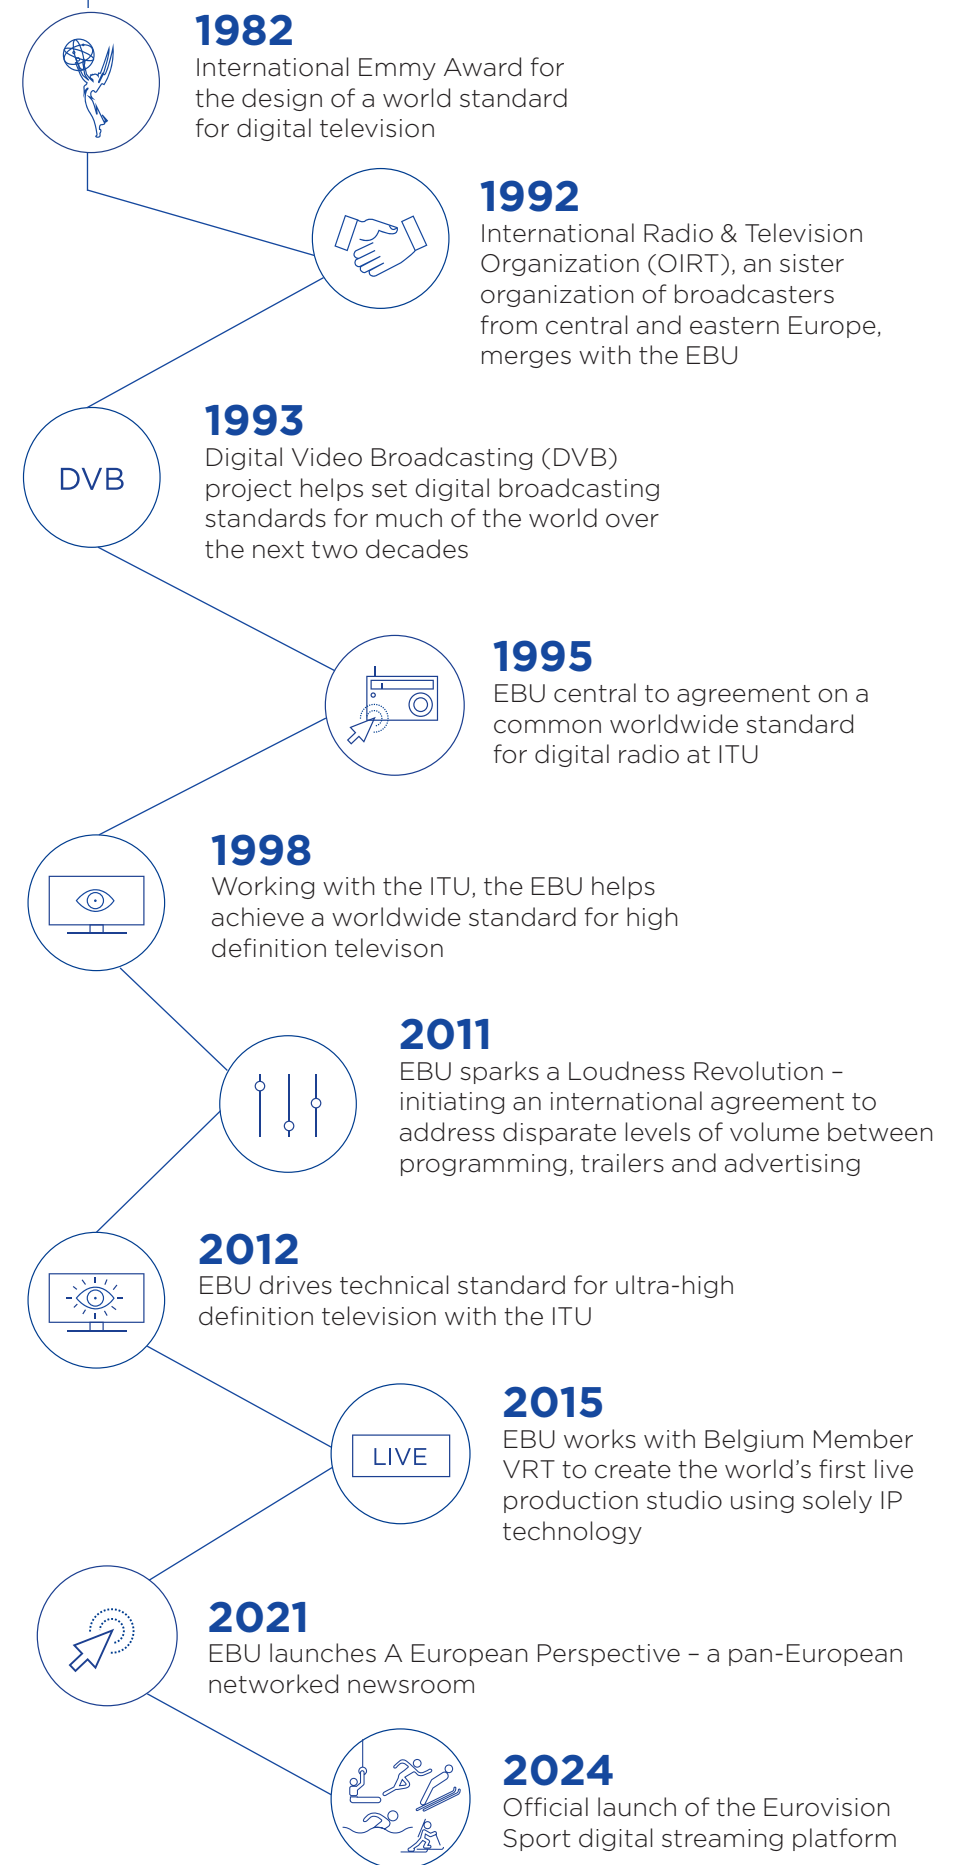 1982
International Emmy Award for
the design of a world standard
for digital television
1992
International Radio & Television
Organization (OIRT), an sister
organization of broadcasters
from central and eastern Europe,
merges with the EBU
1993
Digital Video Broadcasting (DVB)
project helps set digital broadcasting
standards for much of the world over
the next two decades
DVB
1995
EBU central to agreement on a
common worldwide standard
for digital radio at ITU
1998
Working with the ITU, the EBU helps
achieve a worldwide standard for high
definition televison
2011
EBU sparks a Loudness Revolution –
initiating an international agreement to
address disparate levels of volume between
programming, trailers and advertising
2012
EBU drives technical standard for ultra-high
definition television with the ITU
2015
EBU works with Belgium Member
VRT to create the world's first live
production studio using solely IP
technology
LIVE
2021
EBU launches A European Perspective – a pan-European
networked newsroom
2024
Official launch of the Eurovision
Sport digital streaming platform